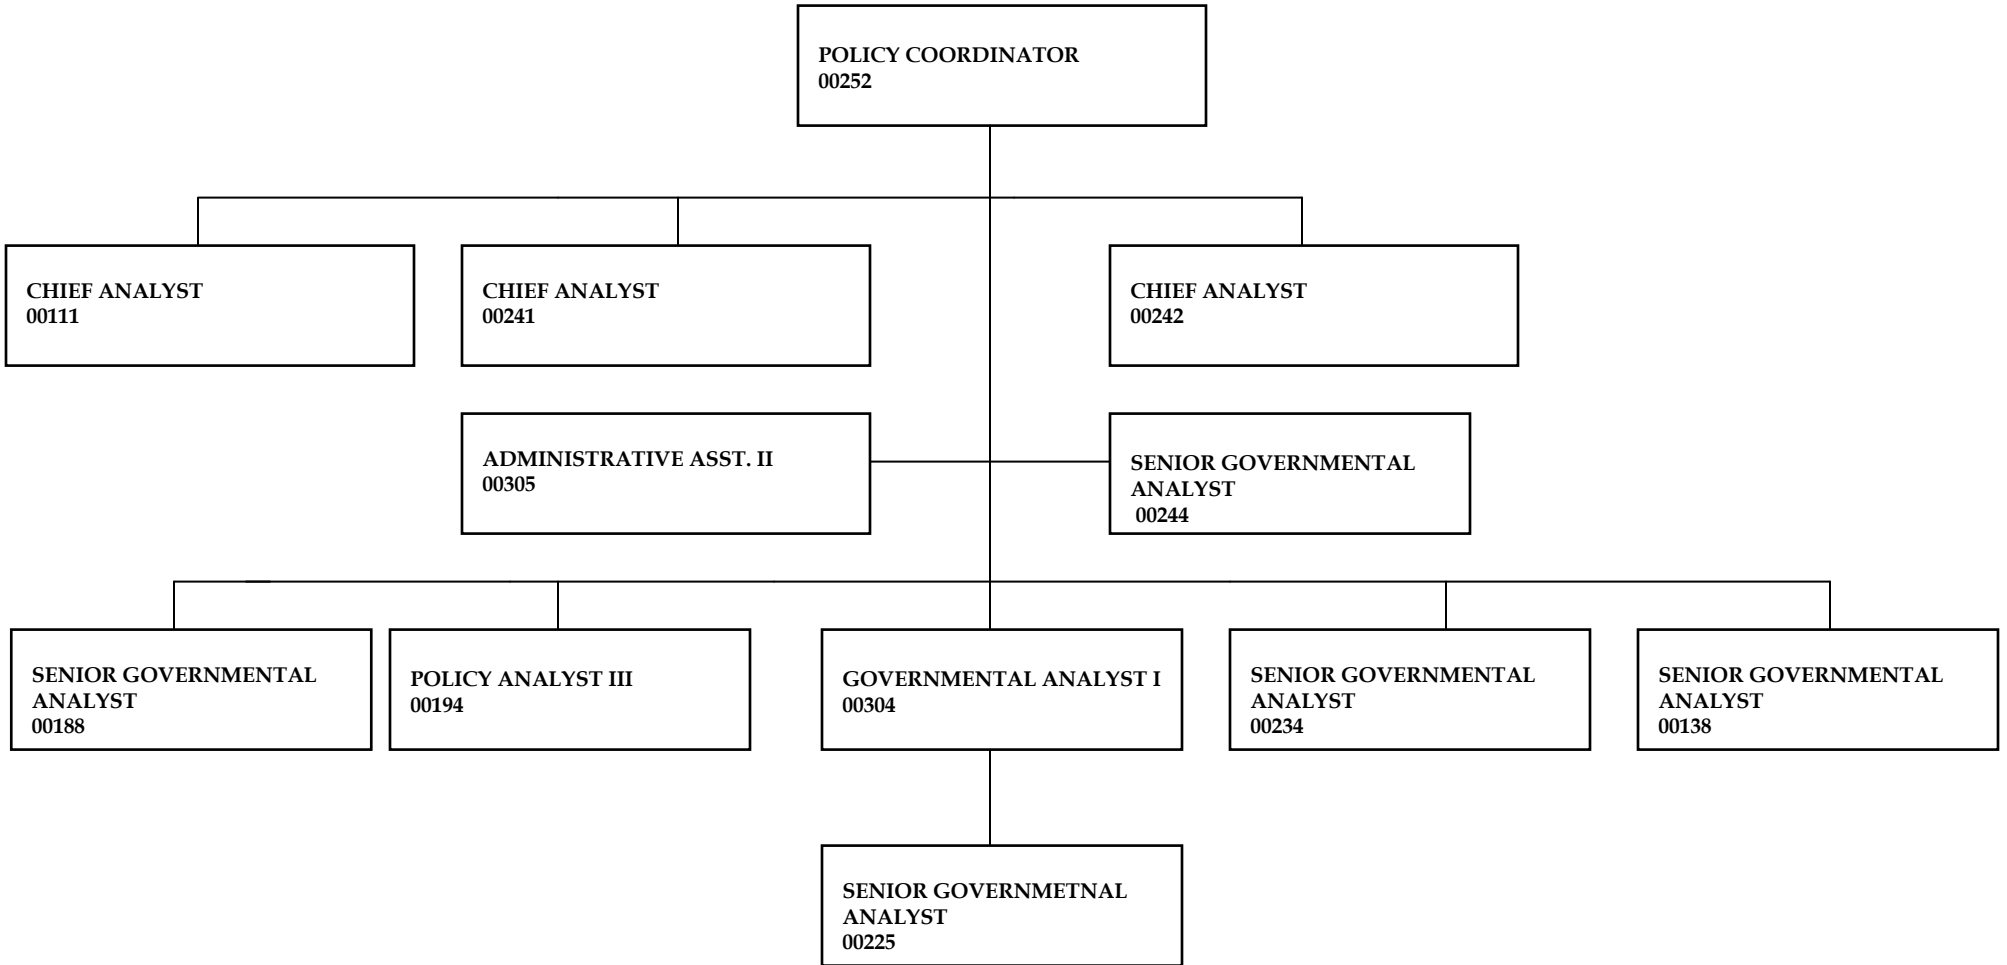 POLICY COORDINATOR
00252
CHIEF ANALYST
00111
CHIEF ANALYST
00241
CHIEF ANALYST
00242
ADMINISTRATIVE ASST. II
00305
SENIOR GOVERNMENTAL
ANALYST
00244
SENIOR GOVERNMENTAL
ANALYST
00188
POLICY ANALYST III
00194
GOVERNMENTAL ANALYST I
00304
SENIOR GOVERNMENTAL
ANALYST
00234
SENIOR GOVERNMENTAL
ANALYST
00138
SENIOR GOVERNMETNAL
ANALYST
00225